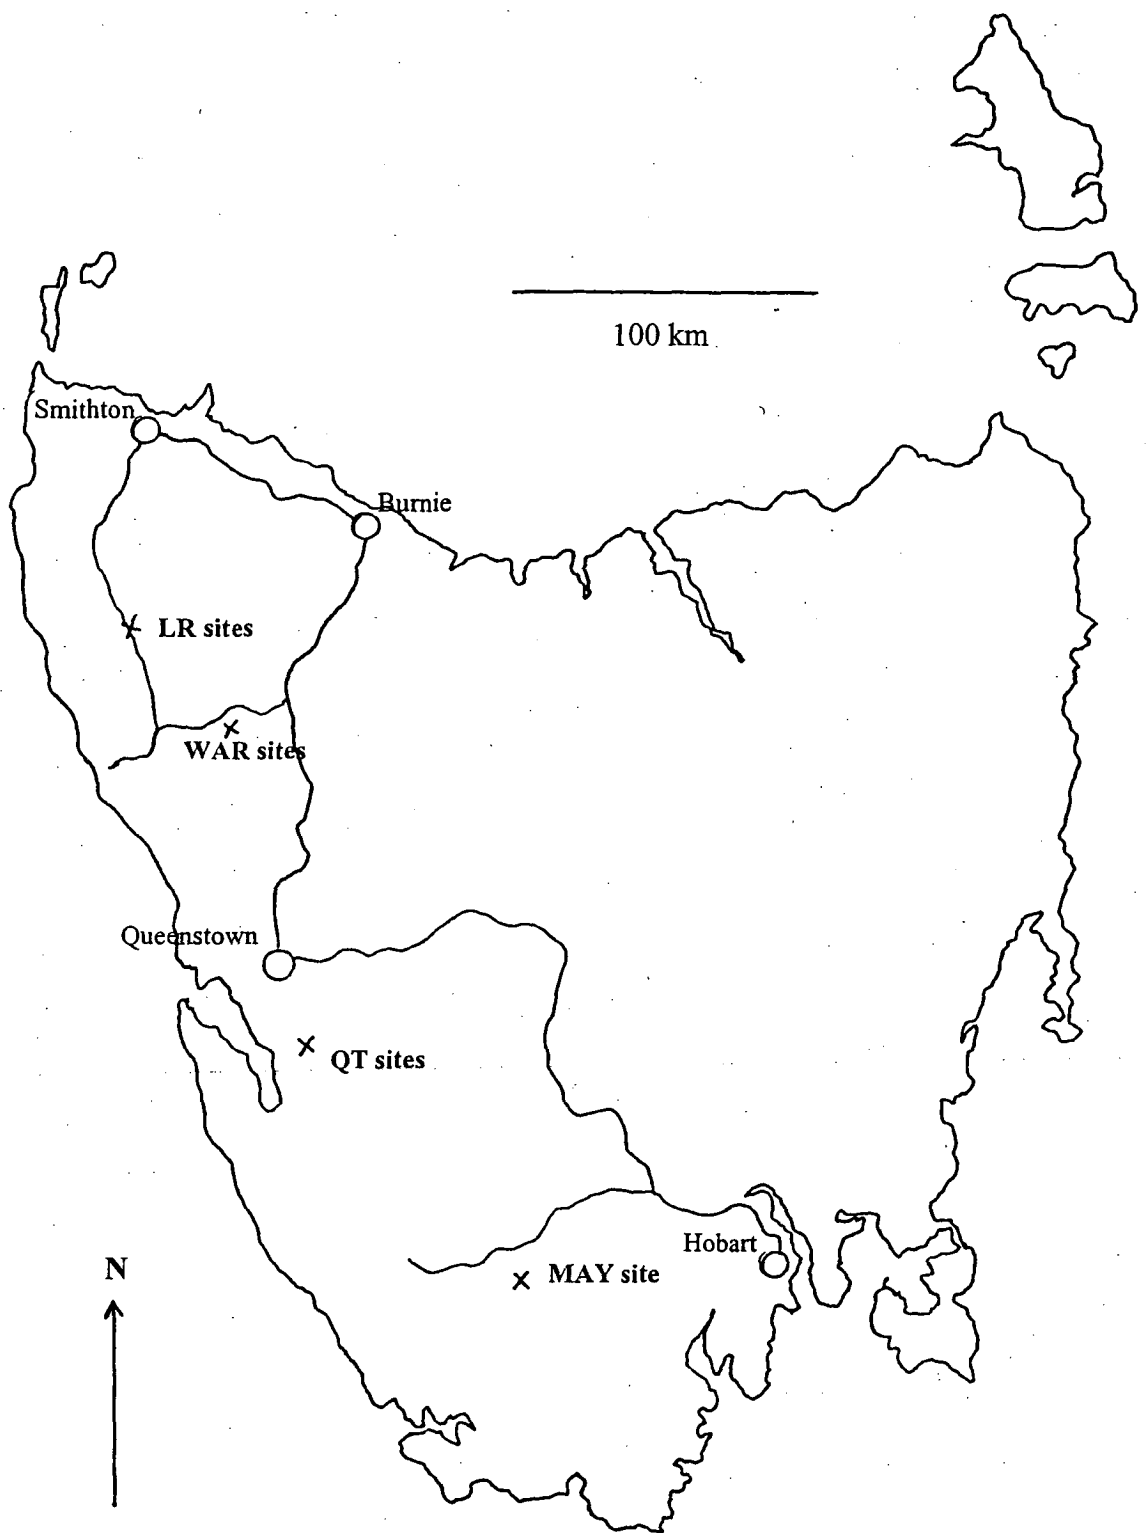 100 km
Smithton
Burnie
LR sites
WAR sites
Queenstown
QT sites
Hobart
MAY site
N